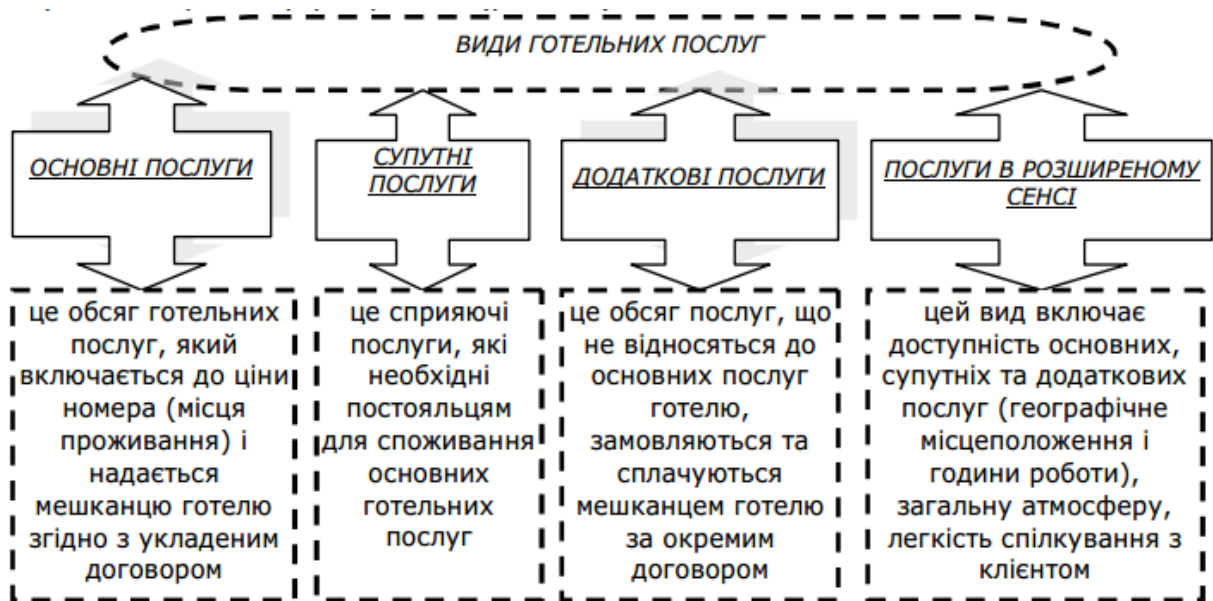 ВИДИ ГОТЕЛЬНИХ ПОСЛУГ
ОСНОВНІ ПОСЛУГИ
СУПУТНІ
ПОСЛУГИ
ДОДАТКОВІ ПОСЛУГИ
ПОСЛУГИ В РОЗШИРЕНОМУ
СЕНСІ
це обсяг готельних
послуг, який
включається до ціни
номера (місця
проживання) і
надається
мешканцю готелю
згідно з укладеним
договором
це сприяючі
послуги, які
необхідні
постояльцям
для споживання
основних
готельних
послуг
це обсяг послуг, що
не відносяться до
основних послуг
готелю,
замовляються та
сплачуються
мешканцем готелю
за окремим
договором
цей вид включає
доступність основних,
супутніх та додаткових
послуг (географічне
місцеположення і
години роботи),
загальну атмосферу,
легкість спілкування з
клієнтом